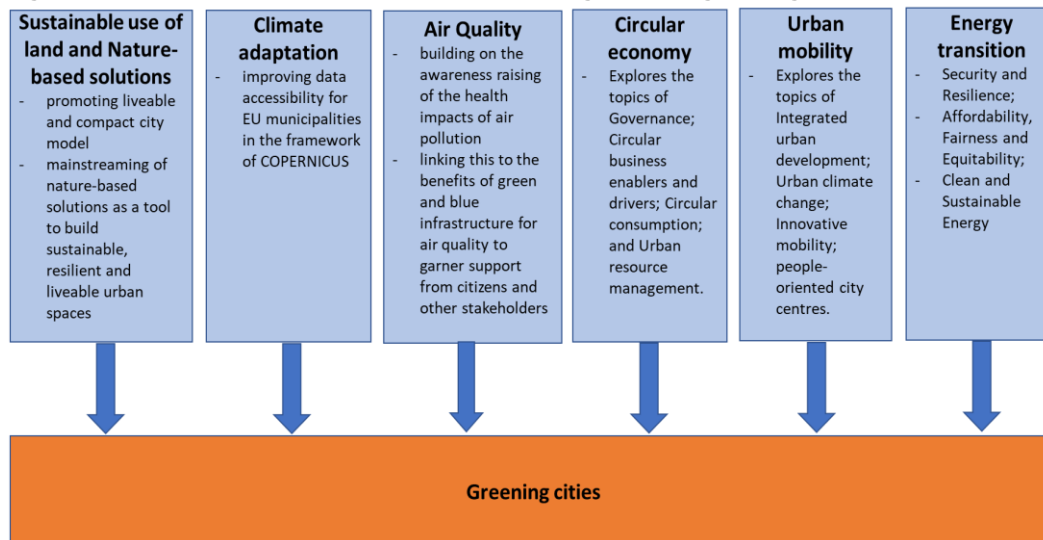 Sustainable use of
land and Nature-
based solutions
- promoting liveable
and compact city
model
- mainstreaming of
nature-based
solutions as a tool
to build
sustainable,
resilient and
liveable urban
spaces
Climate
adaptation
- improving data
accessibility for
EU municipalities
in the framework
of COPERNICUS
Air Quality
- building on the
awareness raising
of the health
impacts of air
pollution
- linking this to the
benefits of green
and blue
infrastructure for
air quality to
garner support
from citizens and
other stakeholders
Circular
economy
- Explores the
topics of
Governance;
Circular
business
enablers and
drivers; Circular
consumption;
and Urban
resource
management.
Urban
mobility
- Explores the
topics of
Integrated
urban
development;
Urban climate
change;
Innovative
mobility;
people-
oriented city
centres.
Energy
transition
- Security and
Resilience;
- Affordability,
Fairness and
Equitability;
- Clean and
Sustainable
Energy
Greening cities